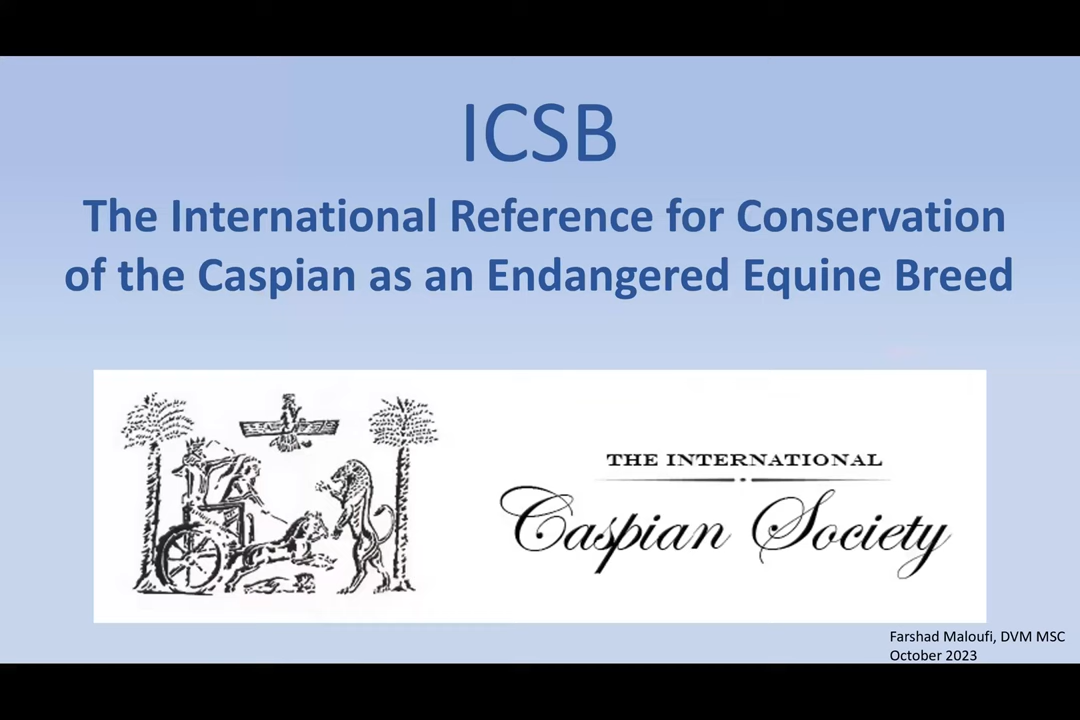 ICSB
The International Reference for Conservation
of the Caspian as an Endangered Equine Breed
THE INTERNATIONAL
Caspian Society
Farshad Maloufi, DVM MSC
October 2023